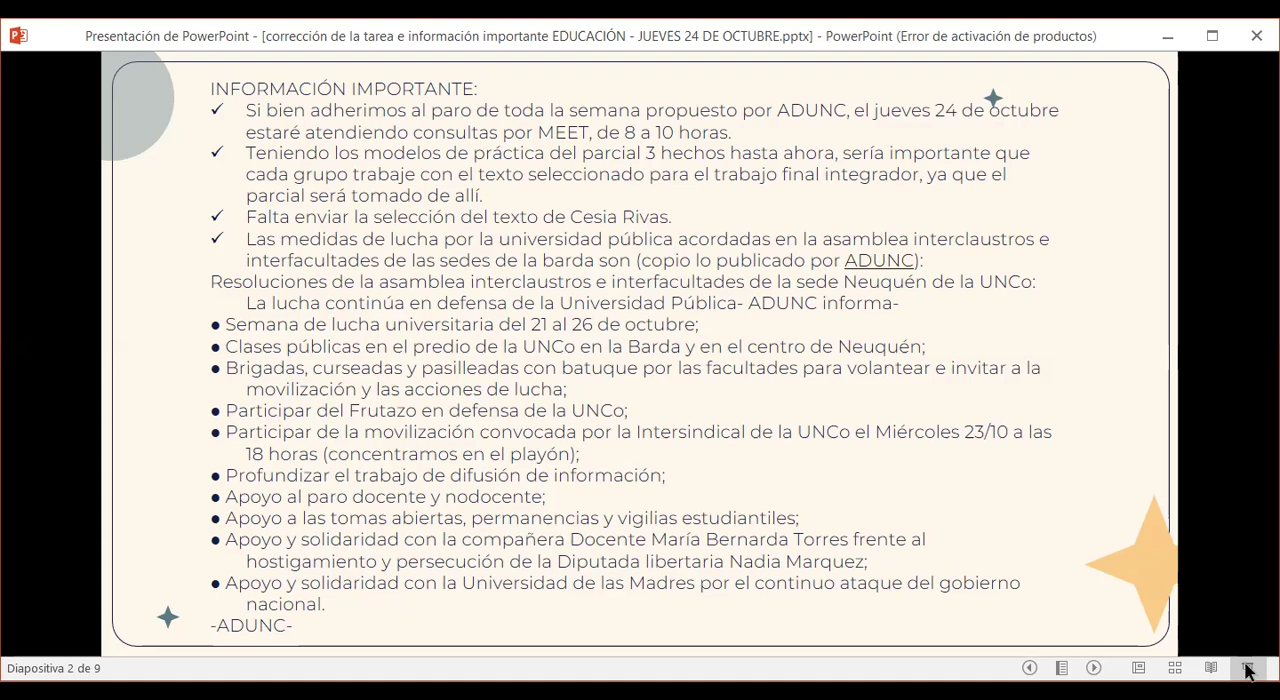 Presentación de PowerPoint - [corrección de la tarea e información importante EDUCACIÓN - JUEVES 24 DE OCTUBRE.pptx] - PowerPoint (Error de activación de productos)
INFORMACIÓN IMPORTANTE:
✓ Si bien adherimos al paro de toda la semana propuesto por ADUNC, el jueves 24 de octubre
estaré atendiendo consultas por MEET, de 8 a 10 horas.
✓ Teniendo los modelos de práctica del parcial 3 hechos hasta ahora, sería importante que
cada grupo trabaje con el texto seleccionado para el trabajo final integrador, ya que el
parcial será tomado de allí.
✓ Falta enviar la selección del texto de Cesia Rivas.
✓ Las medidas de lucha por la universidad pública acordadas en la asamblea interclaustros e
interfacultades de las sedes de la barda son (copio lo publicado por ADUNC):
Resoluciones de la asamblea interclaustros e interfacultades de la sede Neuquén de la UNCo:
La lucha continúa en defensa de la Universidad Pública- ADUNC informa-
● Semana de lucha universitaria del 21 al 26 de octubre;
● Clases públicas en el predio de la UNCo en la Barda y en el centro de Neuquén;
● Brigadas, curseadas y pasilleadas con batuque por las facultades para volantear e invitar a la
movilización y las acciones de lucha;
● Participar del Frutazo en defensa de la UNCo;
● Participar de la movilización convocada por la Intersindical de la UNCo el Miércoles 23/10 a las
18 horas (concentramos en el playón);
● Profundizar el trabajo de difusión de información;
● Apoyo al paro docente y nodocente;
● Apoyo a las tomas abiertas, permanencias y vigilias estudiantiles;
● Apoyo y solidaridad con la compañera Docente María Bernarda Torres frente al
hostigamiento y persecución de la Diputada libertaria Nadia Marquez;
● Apoyo y solidaridad con la Universidad de las Madres por el continuo ataque del gobierno
nacional.
-ADUNC-
Diapositiva 2 de 9